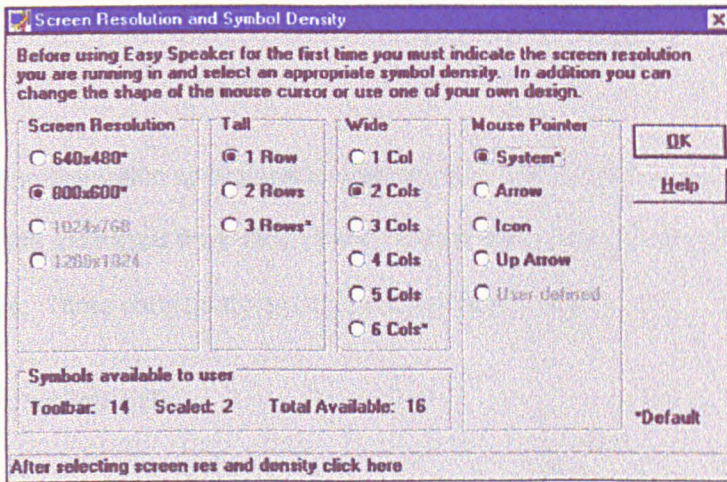 Screen Resolution and Symbol Density
Before using Easy Speaker for the first time you must indicate the screen resolution
you are running in and select an appropriate symbol density. In addition you can
change the shape of the mouse cursor or use one of your own design.
Screen Resolution
640x480*
800x600*
1024x768
1280x1024
Tall
1 Row
2 Rows
3 Rows*
Wide
1 Col
2 Cols
3 Cols
4 Cols
5 Cols
6 Cols*
Mouse Pointer
System*
Arrow
Icon
Up Arrow
User defined
OK
Help
Symbols available to user
Toolbar: 14 Scaled: 2 Total Available: 16
*Default
After selecting screen res and density click here